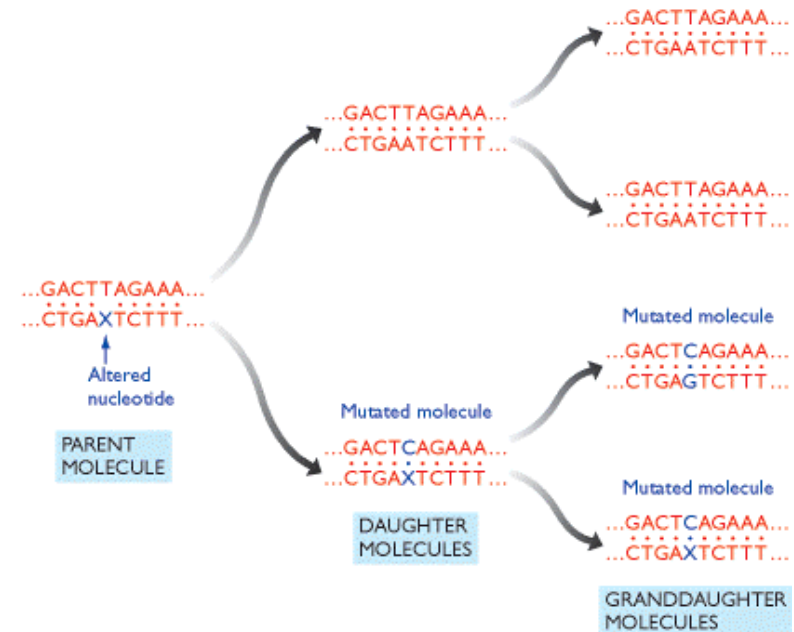 ...GACTTAGAAA...
...CTGAXTCTTT...
Altered
nucleotide
PARENT
MOLECULE
...GACTTAGAAA...
...CTGAATCTTT...
Mutated molecule
...GACTCAGAAA...
...CTGAXTCTTT...
DAUGHTER
MOLECULES
...GACTTAGAAA...
...CTGAATCTTT...
...GACTTAGAAA...
...CTGAATCTTT...
Mutated molecule
...GACTCAGAAA...
...CTGAGTCTTT...
Mutated molecule
...GACTCAGAAA...
...CTGAXTCTTT...
GRANDDAUGHTER
MOLECULES